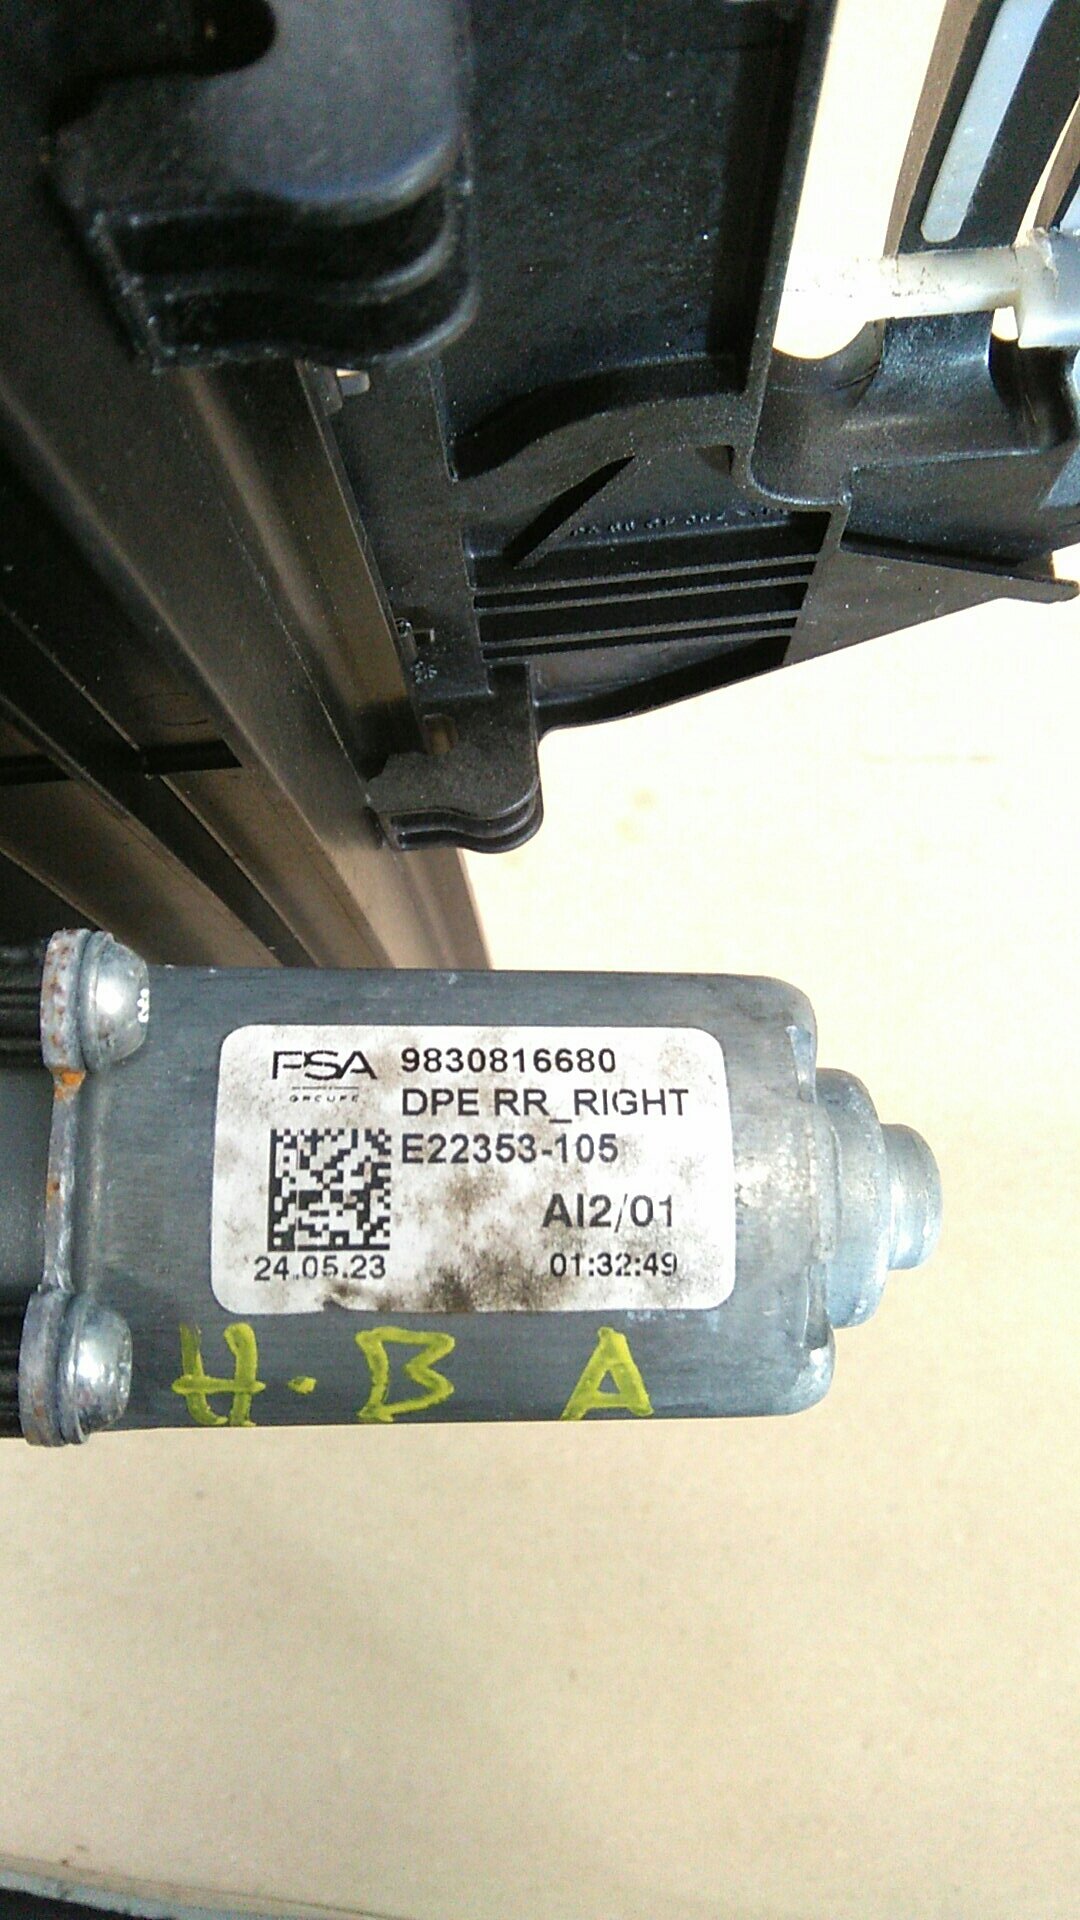 PSA 9830816680
GROUPE DPE RR_RIGHT
E22353-105
AI2/01
24.05.23 01:32:49
H.B A